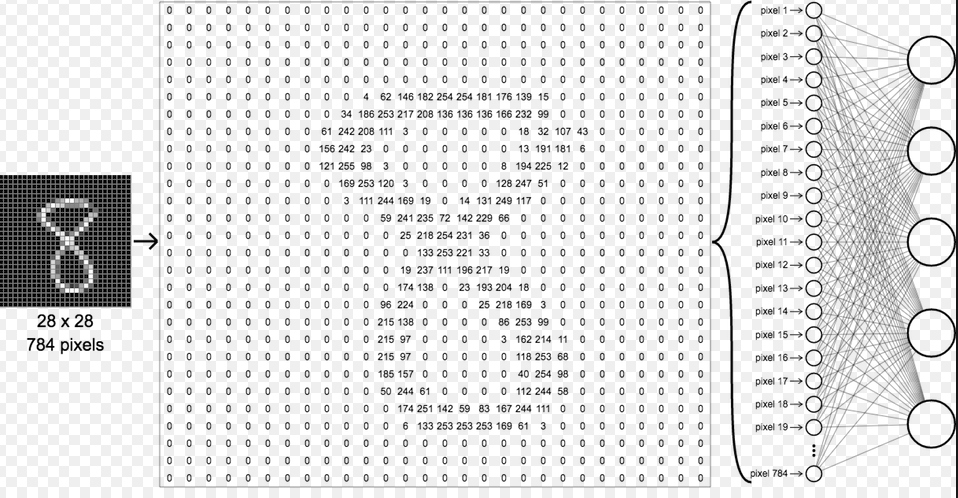 28 x 28
784 pixels
0 0 0 0 0 0 0 0 0 0 0 0 0 0 0 0 0 0 0 0 0 0 0 0 0 0 0 0
0 0 0 0 0 0 0 0 0 0 0 0 0 0 0 0 0 0 0 0 0 0 0 0 0 0 0 0
0 0 0 0 0 0 0 0 0 0 0 0 0 0 0 0 0 0 0 0 0 0 0 0 0 0 0 0
0 0 0 0 0 0 0 0 0 0 0 0 0 0 0 0 0 0 0 0 0 0 0 0 0 0 0 0
0 0 0 0 0 0 0 0 0 0 0 0 0 0 0 0 0 0 0 0 0 0 0 0 0 0 0 0
0 0 0 0 0 0 0 0 0 0 4 62 146 182 254 254 181 176 139 15 0 0 0 0 0 0 0 0
0 0 0 0 0 0 0 0 0 34 186 253 217 208 136 136 136 166 232 99 0 0 0 0 0 0 0 0
0 0 0 0 0 0 0 0 61 242 208 111 3 0 0 0 0 0 18 32 107 43 0 0 0 0 0 0
0 0 0 0 0 0 0 0 156 242 23 0 0 0 0 0 0 0 13 191 181 6 0 0 0 0 0 0
0 0 0 0 0 0 0 0 121 255 98 3 0 0 0 0 0 8 194 225 12 0 0 0 0 0 0 0
0 0 0 0 0 0 0 0 0 169 253 120 3 0 0 0 0 128 247 51 0 0 0 0 0 0 0 0
0 0 0 0 0 0 0 0 0 3 111 244 169 19 0 14 131 249 117 0 0 0 0 0 0 0 0 0
0 0 0 0 0 0 0 0 0 0 0 59 241 235 72 142 229 66 0 0 0 0 0 0 0 0 0 0
0 0 0 0 0 0 0 0 0 0 0 0 25 218 254 231 36 0 0 0 0 0 0 0 0 0 0 0
0 0 0 0 0 0 0 0 0 0 0 0 0 133 253 221 33 0 0 0 0 0 0 0 0 0 0 0
0 0 0 0 0 0 0 0 0 0 0 0 19 237 111 196 217 19 0 0 0 0 0 0 0 0 0 0
0 0 0 0 0 0 0 0 0 0 0 0 174 138 0 23 193 204 18 0 0 0 0 0 0 0 0 0
0 0 0 0 0 0 0 0 0 0 0 96 224 0 0 0 25 218 169 3 0 0 0 0 0 0 0 0
0 0 0 0 0 0 0 0 0 0 0 215 138 0 0 0 0 86 253 99 0 0 0 0 0 0 0 0
0 0 0 0 0 0 0 0 0 0 0 215 97 0 0 0 0 3 162 214 11 0 0 0 0 0 0 0
0 0 0 0 0 0 0 0 0 0 0 215 97 0 0 0 0 0 118 253 68 0 0 0 0 0 0 0
0 0 0 0 0 0 0 0 0 0 0 185 157 0 0 0 0 0 40 254 98 0 0 0 0 0 0 0
0 0 0 0 0 0 0 0 0 0 0 50 244 61 0 0 0 0 112 244 58 0 0 0 0 0 0 0
0 0 0 0 0 0 0 0 0 0 0 0 174 251 142 59 83 167 244 111 0 0 0 0 0 0 0 0
0 0 0 0 0 0 0 0 0 0 0 0 6 133 253 253 253 169 61 3 0 0 0 0 0 0 0 0
0 0 0 0 0 0 0 0 0 0 0 0 0 0 0 0 0 0 0 0 0 0 0 0 0 0 0 0
0 0 0 0 0 0 0 0 0 0 0 0 0 0 0 0 0 0 0 0 0 0 0 0 0 0 0 0
0 0 0 0 0 0 0 0 0 0 0 0 0 0 0 0 0 0 0 0 0 0 0 0 0 0 0 0
pixel 1
pixel 2
pixel 3
pixel 4
pixel 5
pixel 6
pixel 7
pixel 8
pixel 9
pixel 10
pixel 11
pixel 12
pixel 13
pixel 14
pixel 15
pixel 16
pixel 17
pixel 18
pixel 19
pixel 784